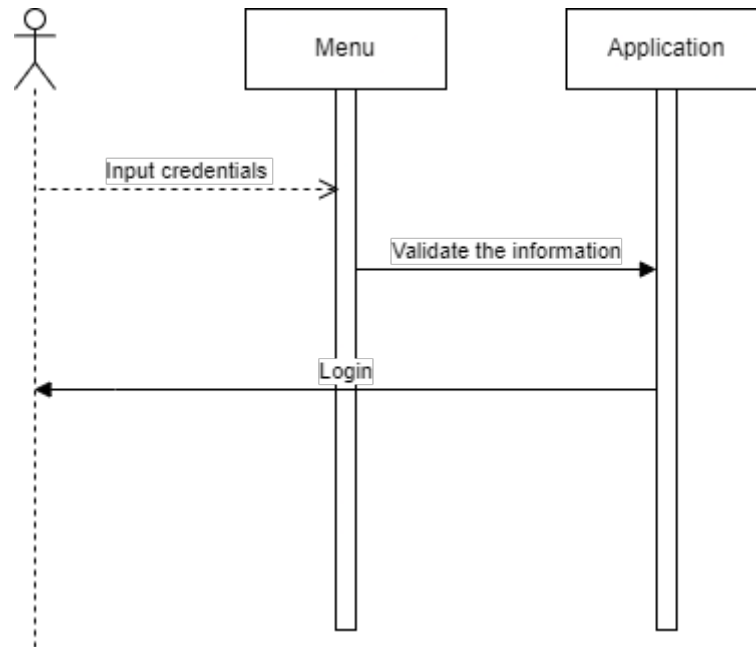 Menu
Application
Input credentials
Validate the information
Login